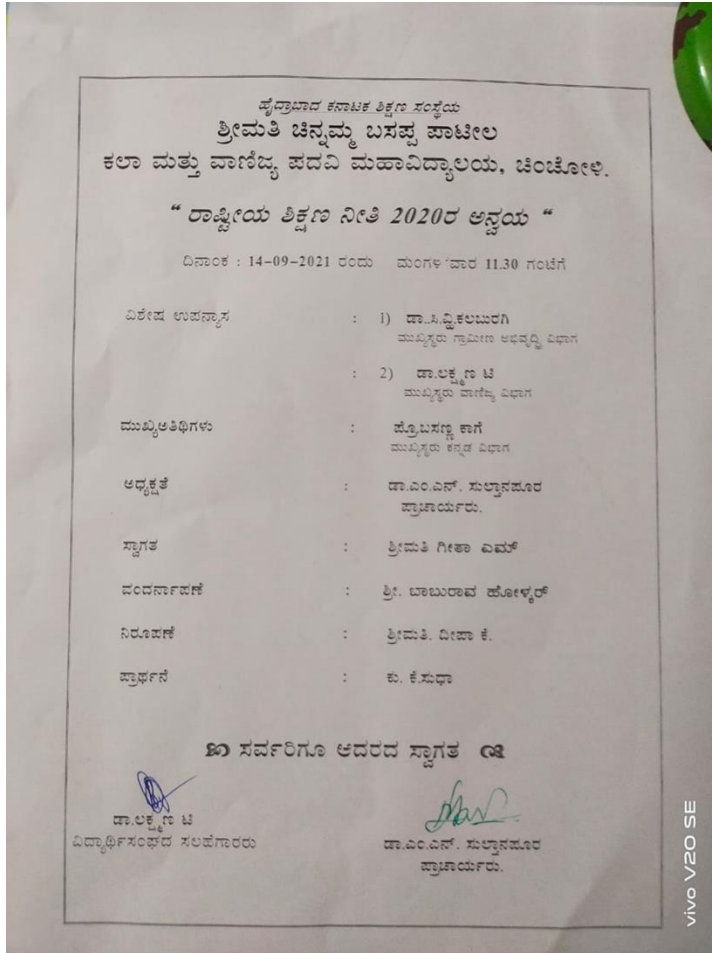 ಹೈದ್ರಾಬಾದ ಕರ್ನಾಟಕ ಶಿಕ್ಷಣ ಸಂಸ್ಥೆಯ
ಶ್ರೀಮತಿ ಚಿನ್ನಮ್ಮ ಬಸಪ್ಪ ಪಾಟೀಲ
ಕಲಾ ಮತ್ತು ವಾಣಿಜ್ಯ ಪದವಿ ಮಹಾವಿದ್ಯಾಲಯ, ಚಿಂಚೋಳಿ.
“ ರಾಷ್ಟ್ರೀಯ ಶಿಕ್ಷಣ ನೀತಿ 2020ರ ಅನ್ವಯ “
ದಿನಾಂಕ : 14-09-2021 ರಂದು ಮಂಗಳವಾರ 11.30 ಗಂಟೆಗೆ
ವಿಶೇಷ ಉಪನ್ಯಾಸ : 1) ಡಾ..ಸಿ.ವ್ಹಿ.ಕಲಬುರಗಿ
ಮುಖ್ಯಸ್ಥರು ಗ್ರಾಮೀಣ ಅಭಿವೃದ್ಧಿ ವಿಭಾಗ
: 2) ಡಾ.ಲಕ್ಷ್ಮಣ ಟಿ
ಮುಖ್ಯಸ್ಥರು ವಾಣಿಜ್ಯ ವಿಭಾಗ
ಮುಖ್ಯಅತಿಥಿಗಳು : ಪ್ರೊ.ಬಸಣ್ಣ ಕಾಗೆ
ಮುಖ್ಯಸ್ಥರು ಕನ್ನಡ ವಿಭಾಗ
ಅಧ್ಯಕ್ಷತೆ : ಡಾ.ಎಂ.ಎನ್. ಸುಲ್ತಾನಪೂರ
ಪ್ರಾಚಾರ್ಯರು.
ಸ್ವಾಗತ : ಶ್ರೀಮತಿ ಗೀತಾ ಎಮ್
ವಂದರ್ನಾಪಣೆ : ಶ್ರೀ. ಬಾಬುರಾವ ಹೋಳ್ಕರ್
ನಿರೂಪಣೆ : ಶ್ರೀಮತಿ. ದೀಪಾ ಕೆ.
ಪ್ರಾರ್ಥನೆ : ಕು. ಕೆ.ಸುಧಾ
ಸರ್ವರಿಗೂ ಆದರದ ಸ್ವಾಗತ
ಡಾ.ಲಕ್ಷ್ಮಣ ಟಿ
ವಿದ್ಯಾರ್ಥಿಸಂಘದ ಸಲಹೆಗಾರರು
ಡಾ.ಎಂ.ಎನ್. ಸುಲ್ತಾನಪೂರ
ಪ್ರಾಚಾರ್ಯರು.
vivo V20 SE